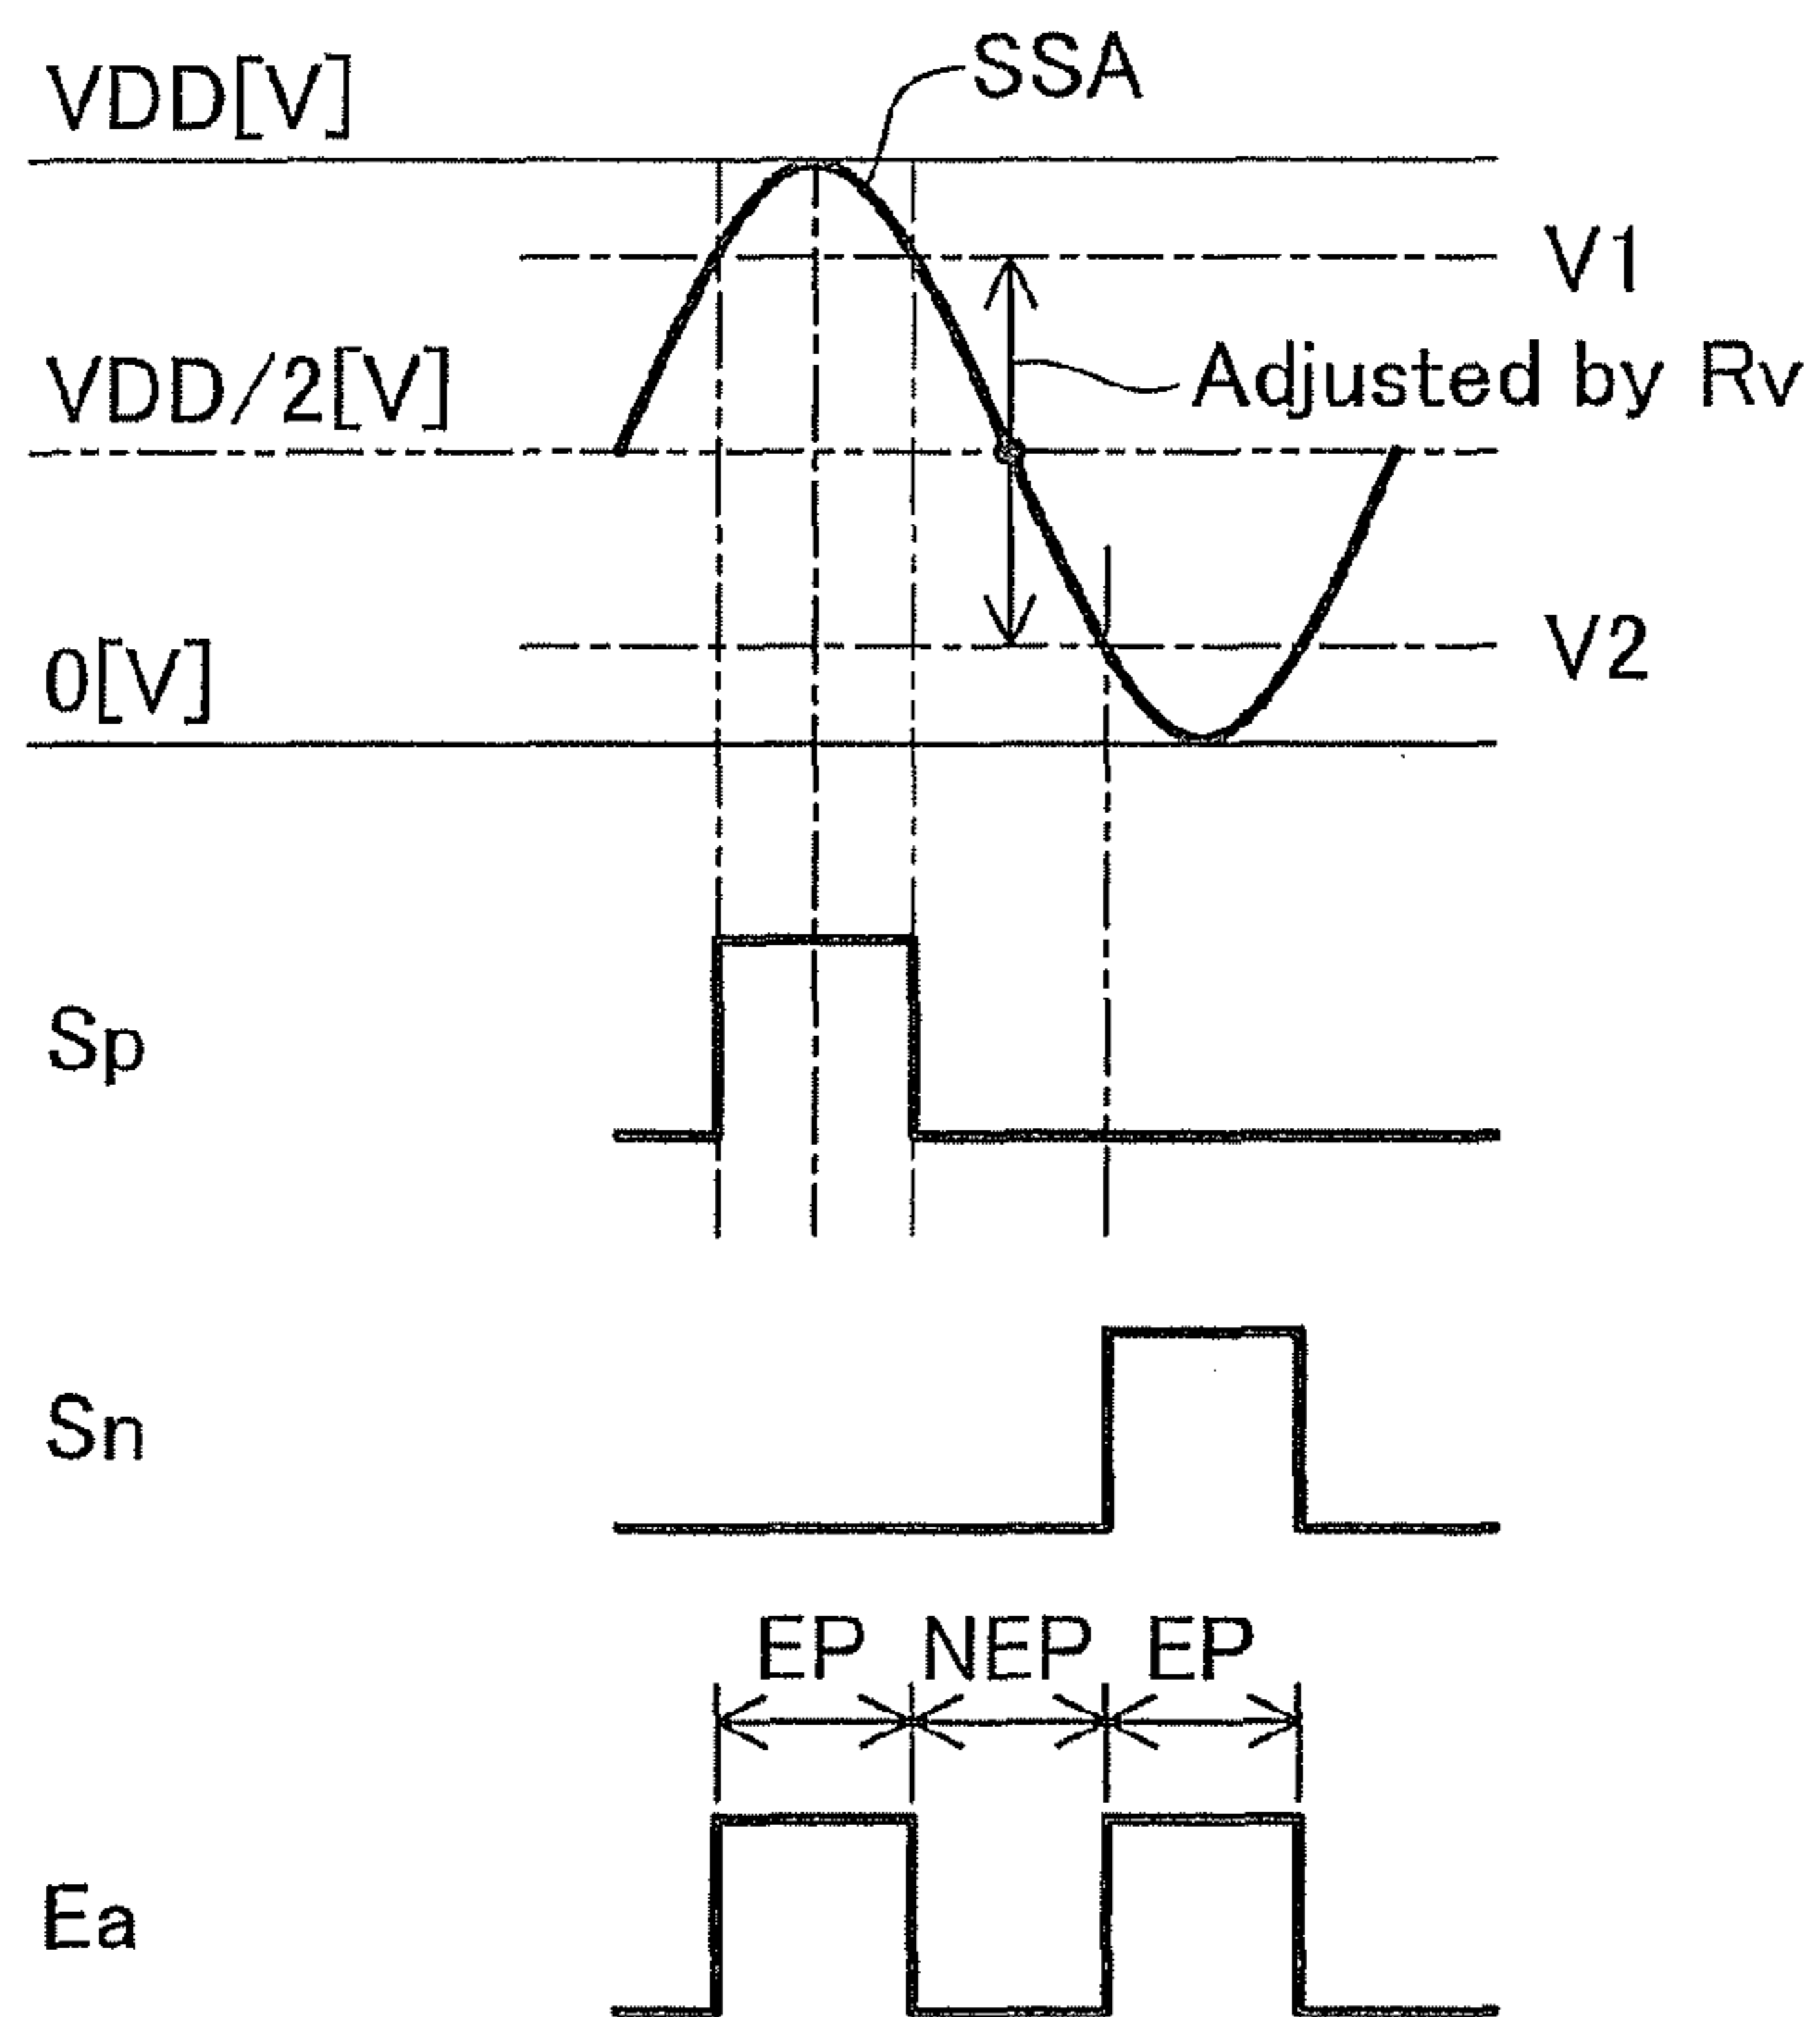 VDD[V]
SSA
V1
VDD/2[V]
Adjusted by Rv
0[V]
V2
Sp
Sn
EP NEP EP
Ea